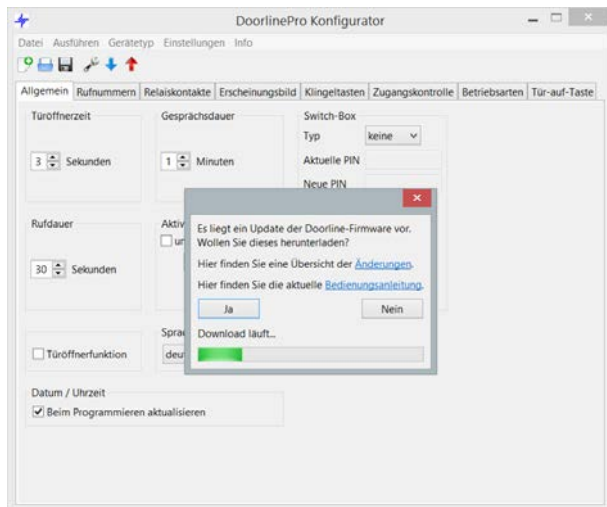 DoorlinePro Konfigurator
Datei Ausführen Gerätetyp Einstellungen Info
Allgemein Rufnummern Relaiskontakte Erscheinungsbild Klingeltasten Zugangskontrolle Betriebsarten Tür-auf-Taste
Türöffnerzeit Gesprächsdauer Switch-Box
Typ keine
3 Sekunden 1 Minuten Aktuelle PIN
Neue PIN
Rufdauer
Es liegt ein Update der Doorline-Firmware vor.
Wollen Sie dieses herunterladen?
Hier finden Sie eine Übersicht der Änderungen.
30 Sekunden
Hier finden Sie die aktuelle Bedienungsanleitung.
Ja Nein
Download läuft...
Türöffnerfunktion
Datum / Uhrzeit
Beim Programmieren aktualisieren